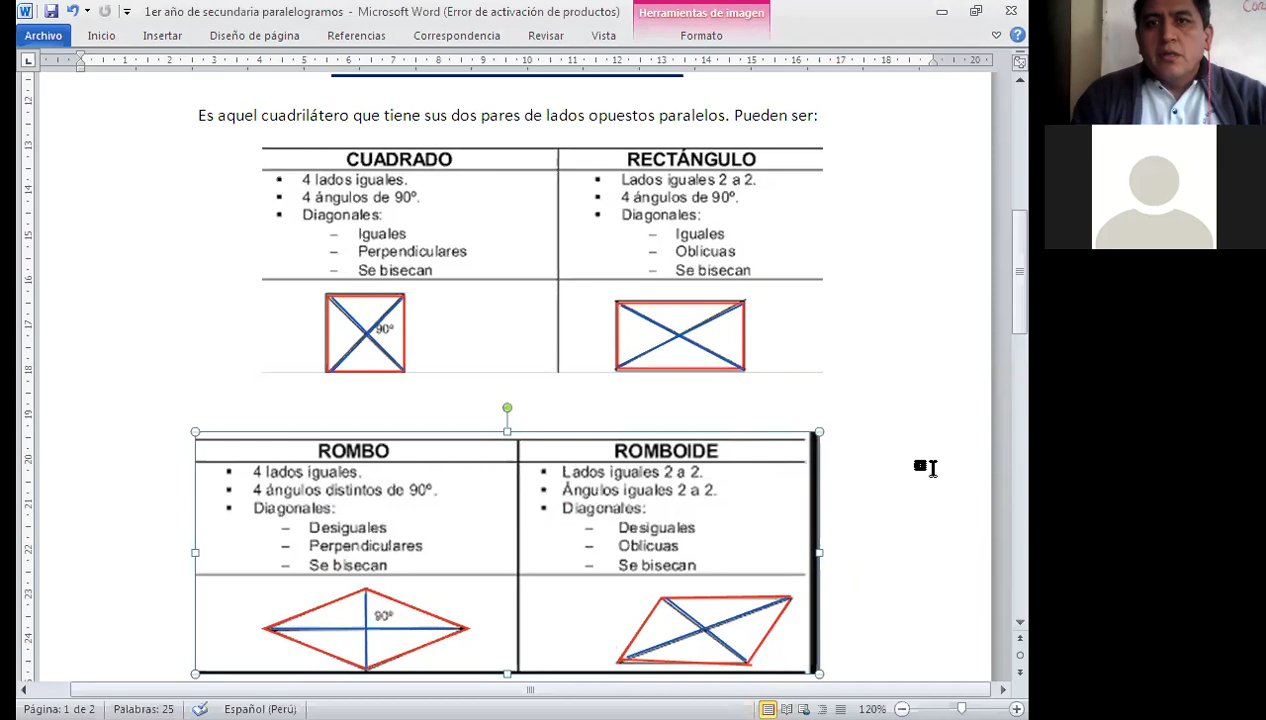 1er año de secundaria paralelogramos - Microsoft Word (Error de activación de productos)
Herramientas de imagen
Archivo Inicio Insertar Diseño de página Referencias Correspondencia Revisar Vista Formato
Es aquel cuadrilátero que tiene sus dos pares de lados opuestos paralelos. Pueden ser:
CUADRADO
▪ 4 lados iguales.
▪ 4 ángulos de 90º.
▪ Diagonales:
– Iguales
– Perpendiculares
– Se bisecan
90º
RECTÁNGULO
▪ Lados iguales 2 a 2.
▪ 4 ángulos de 90º.
▪ Diagonales:
– Iguales
– Oblícuas
– Se bisecan
ROMBO
▪ 4 lados iguales.
▪ 4 ángulos distintos de 90º.
▪ Diagonales:
– Desiguales
– Perpendiculares
– Se bisecan
90º
ROMBOIDE
▪ Lados iguales 2 a 2.
▪ Ángulos iguales 2 a 2.
▪ Diagonales:
– Desiguales
– Oblícuas
– Se bisecan
Página: 1 de 2 Palabras: 25 Español (Perú) 120%